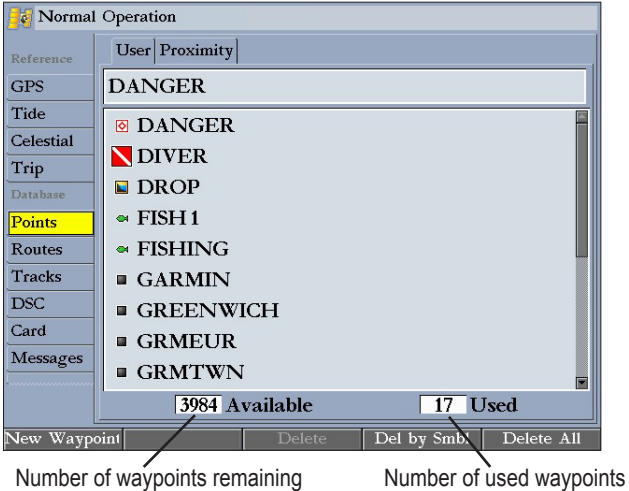 Normal Operation
Reference
GPS
Tide
Celestial
Trip
Database
Points
Routes
Tracks
DSC
Card
Messages
User Proximity
DANGER
DANGER
DIVER
DROP
FISH1
FISHING
GARMIN
GREENWICH
GRMEUR
GRMTWN
3984 Available 17 Used
New Waypoint Delete Del by Smbl Delete All
Number of waypoints remaining Number of used waypoints